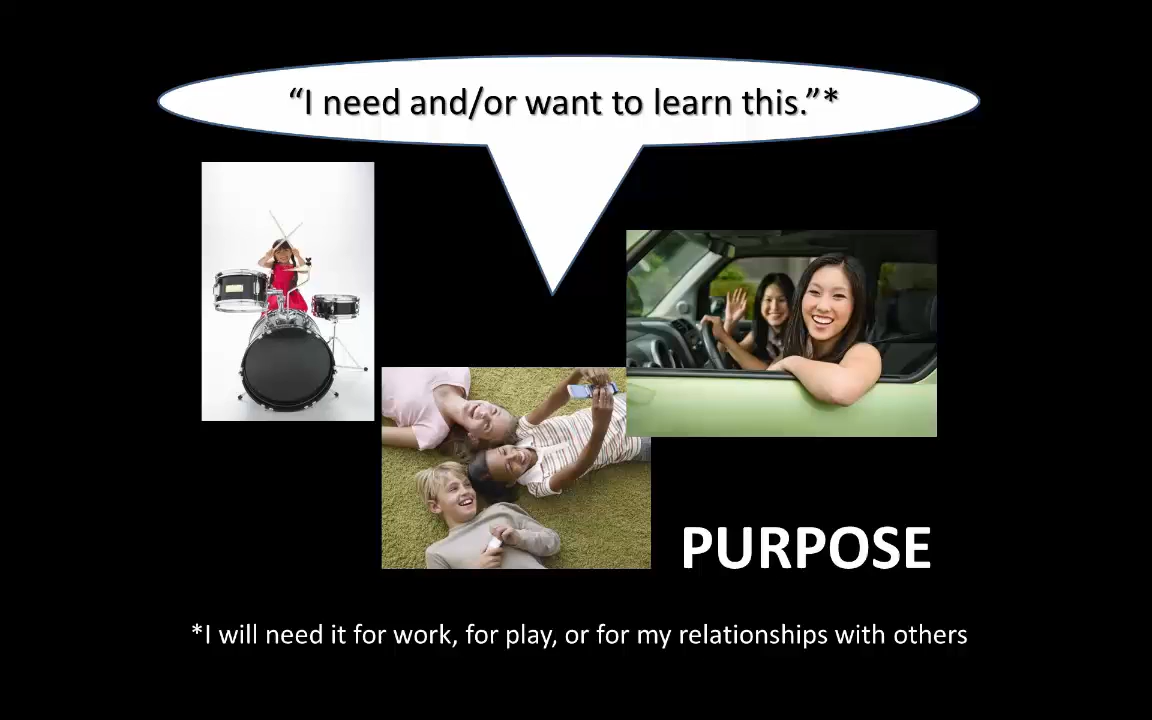 “I need and/or want to learn this.”*
PURPOSE
*I will need it for work, for play, or for my relationships with others